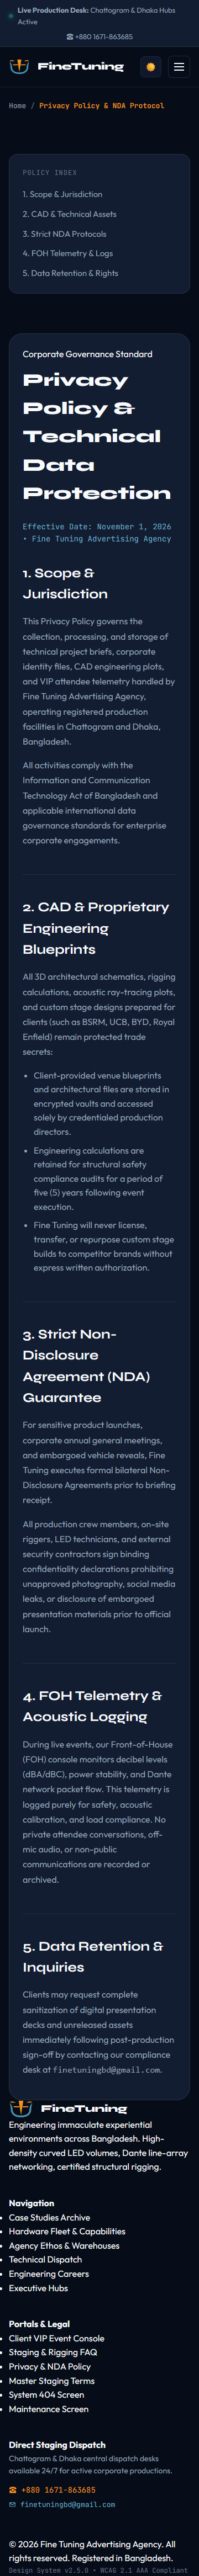 Live Production Desk: Chattogram & Dhaka Hubs
Active
☎ +880 1671-863685
FineTuning
Home / Privacy Policy & NDA Protocol
POLICY INDEX
1. Scope & Jurisdiction
2. CAD & Technical Assets
3. Strict NDA Protocols
4. FOH Telemetry & Logs
5. Data Retention & Rights
Corporate Governance Standard
Privacy
Policy &
Technical
Data
Protection
Effective Date: November 1, 2026
• Fine Tuning Advertising Agency
1. Scope &
Jurisdiction
This Privacy Policy governs the
collection, processing, and storage of
technical project briefs, corporate
identity files, CAD engineering plots,
and VIP attendee telemetry handled by
Fine Tuning Advertising Agency,
operating registered production
facilities in Chattogram and Dhaka,
Bangladesh.
All activities comply with the
Information and Communication
Technology Act of Bangladesh and
applicable international data
governance standards for enterprise
corporate engagements.
2. CAD & Proprietary
Engineering
Blueprints
All 3D architectural schematics, rigging
calculations, acoustic ray-tracing plots,
and custom stage designs prepared for
clients (such as BSRM, UCB, BYD, Royal
Enfield) remain protected trade
secrets:
• Client-provided venue blueprints
and architectural files are stored in
encrypted vaults and accessed
solely by credentialed production
directors.
• Engineering calculations are
retained for structural safety
compliance audits for a period of
five (5) years following event
execution.
• Fine Tuning will never license,
transfer, or repurpose custom stage
builds to competitor brands without
express written authorization.
3. Strict Non-
Disclosure
Agreement (NDA)
Guarantee
For sensitive product launches,
corporate annual general meetings,
and embargoed vehicle reveals, Fine
Tuning executes formal bilateral Non-
Disclosure Agreements prior to briefing
receipt.
All production crew members, on-site
riggers, LED technicians, and external
security contractors sign binding
confidentiality declarations prohibiting
unapproved photography, social media
leaks, or disclosure of embargoed
presentation materials prior to official
launch.
4. FOH Telemetry &
Acoustic Logging
During live events, our Front-of-House
(FOH) console monitors decibel levels
(dBA/dBC), power stability, and Dante
network packet flow. This telemetry is
logged purely for safety, acoustic
calibration, and load compliance. No
private attendee conversations, off-
mic audio, or non-public
communications are recorded or
archived.
5. Data Retention &
Inquiries
Clients may request complete
sanitization of digital presentation
decks and unreleased assets
immediately following post-production
sign-off by contacting our compliance
desk at finetuningbd@gmail.com.
FineTuning
Engineering immaculate experiential
environments across Bangladesh. High-
density curved LED volumes, Dante line-array
networking, certified structural rigging.
Navigation
• Case Studies Archive
• Hardware Fleet & Capabilities
• Agency Ethos & Warehouses
• Technical Dispatch
• Engineering Careers
• Executive Hubs
Portals & Legal
• Client VIP Event Console
• Staging & Rigging FAQ
• Privacy & NDA Policy
• Master Staging Terms
• System 404 Screen
• Maintenance Screen
Direct Staging Dispatch
Chattogram & Dhaka central dispatch desks
available 24/7 for active corporate productions.
☎ +880 1671-863685
✉ finetuningbd@gmail.com
© 2026 Fine Tuning Advertising Agency. All
rights reserved. Registered in Bangladesh.
Design System v2.5.0 • WCAG 2.1 AAA Compliant